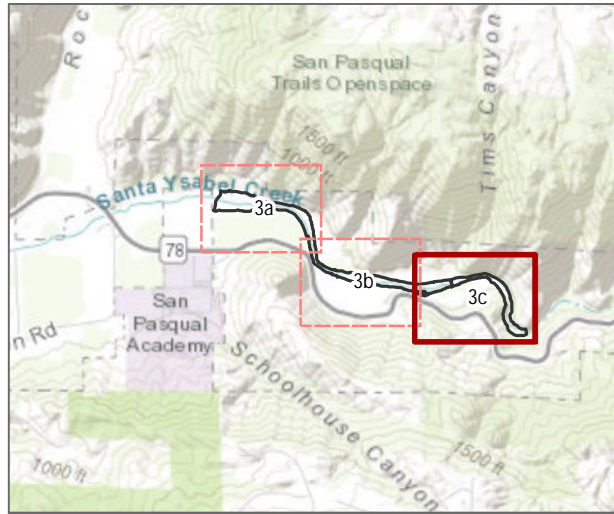 Roc
San Pasqual
Trails Openspace
Tims Canyon
1500 ft
1000 ft
Santa Ysabel Creek
3a
78
3b
3c
San
Pasqual
Academy
n Rd
Schoolhouse Canyon
1000 ft
1500 ft